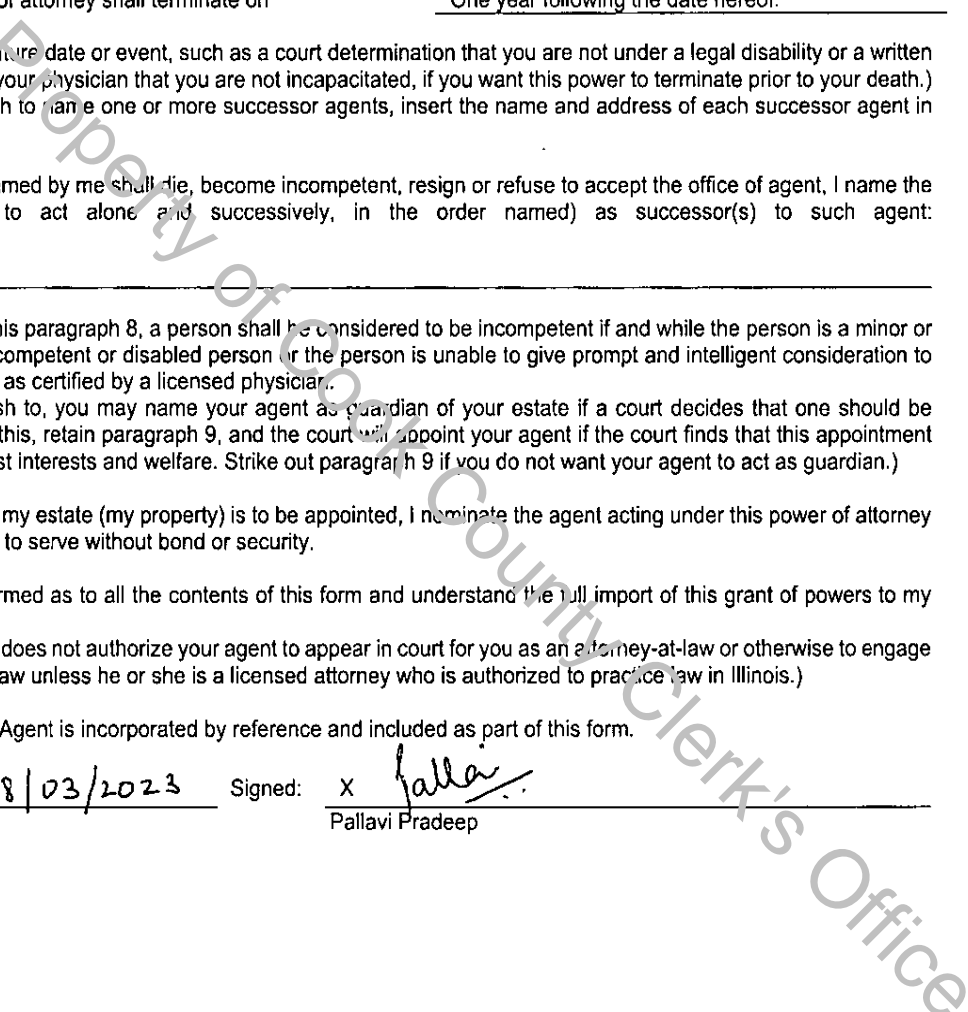 of attorney shall terminate on One year following the date hereof.
ture date or event, such as a court determination that you are not under a legal disability or a written
your physician that you are not incapacitated, if you want this power to terminate prior to your death.)
sh to name one or more successor agents, insert the name and address of each successor agent in
med by me shall die, become incompetent, resign or refuse to accept the office of agent, I name the
to act alone and successively, in the order named) as successor(s) to such agent:
his paragraph 8, a person shall be considered to be incompetent if and while the person is a minor or
competent or disabled person or the person is unable to give prompt and intelligent consideration to
as certified by a licensed physician.
sh to, you may name your agent as guardian of your estate if a court decides that one should be
this, retain paragraph 9, and the court will appoint your agent if the court finds that this appointment
st interests and welfare. Strike out paragraph 9 if you do not want your agent to act as guardian.)
my estate (my property) is to be appointed, I nominate the agent acting under this power of attorney
to serve without bond or security.
rmed as to all the contents of this form and understand the full import of this grant of powers to my
does not authorize your agent to appear in court for you as an attorney-at-law or otherwise to engage
aw unless he or she is a licensed attorney who is authorized to practice law in Illinois.)
Agent is incorporated by reference and included as part of this form.
8/03/2023 Signed: X
Pallavi Pradeep
Property of Cook County Clerk's Office